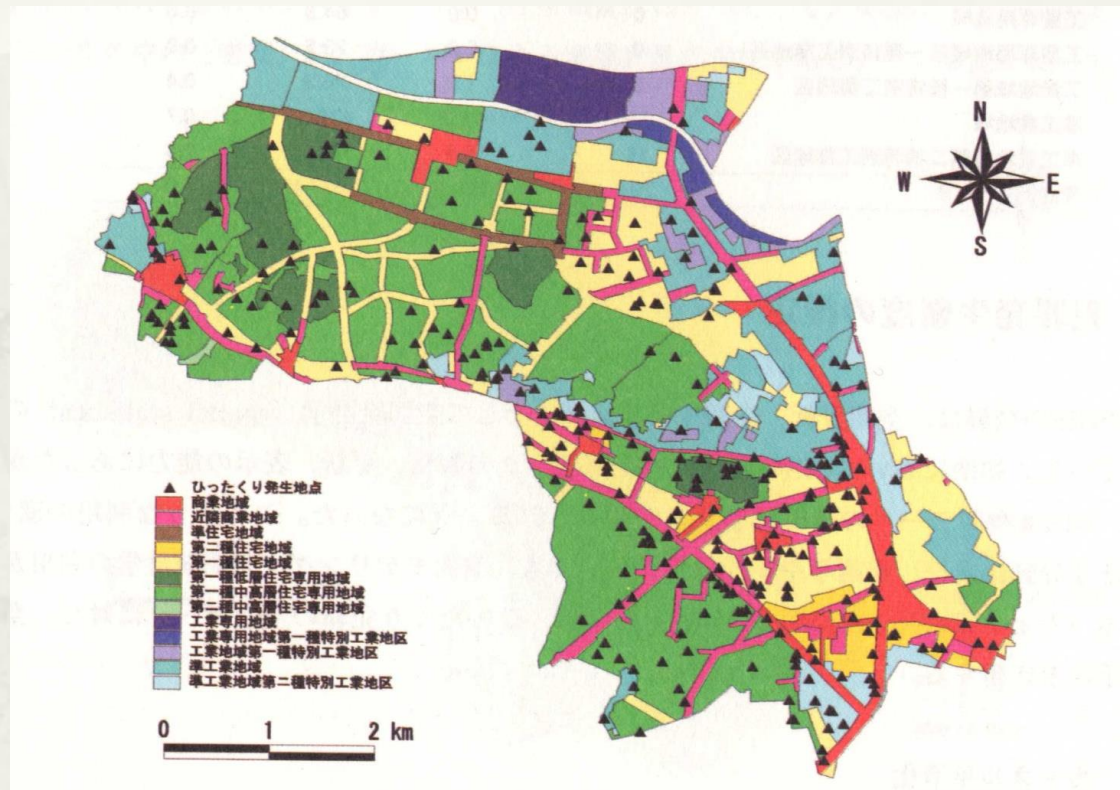 N
W
E
S
ひったくり発生地点
商業地域
近隣商業地域
準住宅地域
第二種住宅地域
第一種住宅地域
第一種低層住宅専用地域
第一種中高層住宅専用地域
第二種中高層住宅専用地域
工業専用地域
工業専用地域第一種特別工業地区
工業地域第一種特別工業地区
準工業地域
準工業地域第二種特別工業地区
0 1 2 km